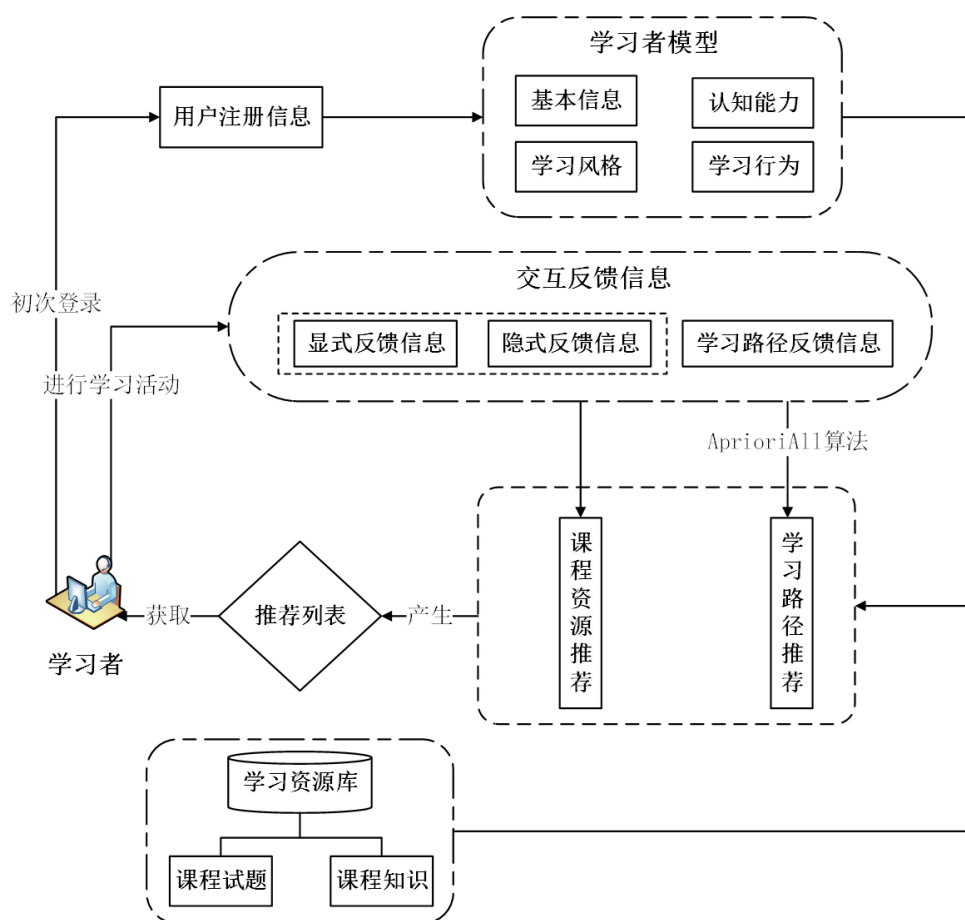 学习者模型
基本信息
认知能力
用户注册信息
学习风格
学习行为
交互反馈信息
初次登录
显式反馈信息
隐式反馈信息
学习路径反馈信息
进行学习活动
AprioriAll算法
课程资源推荐
学习路径推荐
获取
推荐列表
产生
学习者
学习资源库
课程试题
课程知识